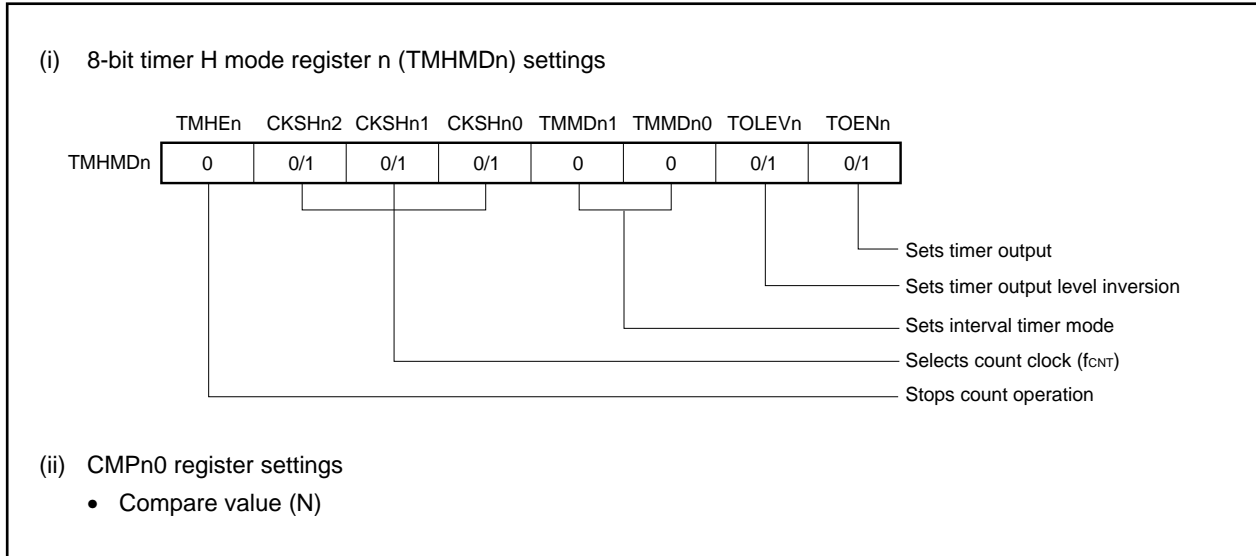 (i) 8-bit timer H mode register n (TMHMDn) settings
TMHEn CKSHn2 CKSHn1 CKSHn0 TMMDn1 TMMDn0 TOLEVn TOENn
TMHMDn 0 0/1 0/1 0/1 0 0 0/1 0/1
Sets timer output
Sets timer output level inversion
Sets interval timer mode
Selects count clock (fCNT)
Stops count operation
(ii) CMPn0 register settings
• Compare value (N)